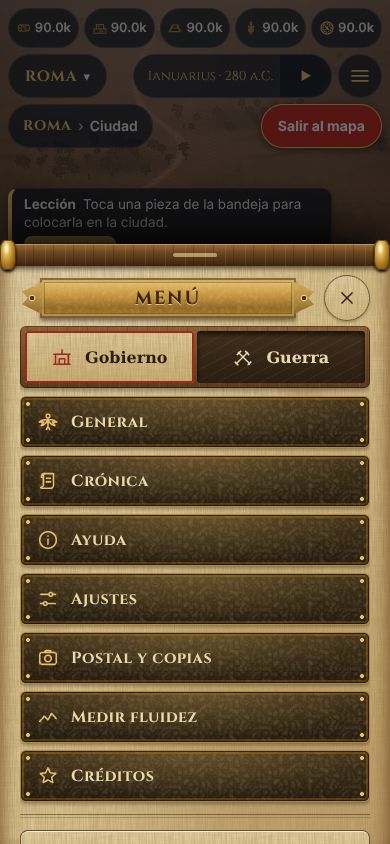 90.0k 90.0k 90.0k 90.0k 90.0k
ROMA ▾ IANUARIUS · 280 A.C.
ROMA › Ciudad Salir al mapa
Lección Toca una pieza de la bandeja para
colocarla en la ciudad.
MENÚ
Gobierno Guerra
GENERAL
CRÓNICA
AYUDA
AJUSTES
POSTAL Y COPIAS
MEDIR FLUIDEZ
CRÉDITOS